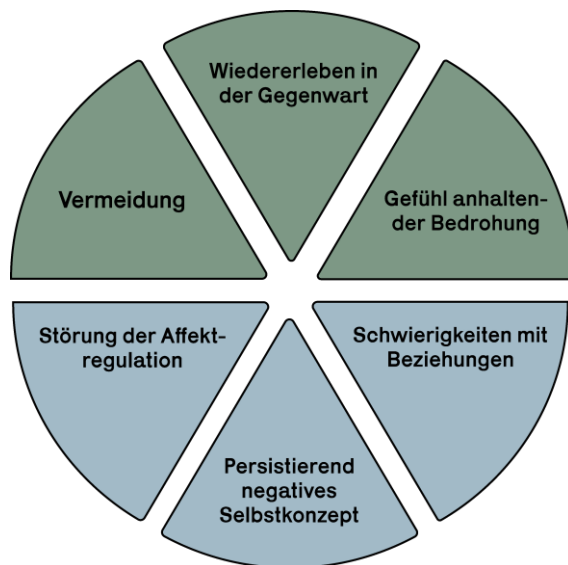 Wiedererleben in
der Gegenwart
Vermeidung
Gefühl anhalten-
der Bedrohung
Störung der Affekt-
regulation
Schwierigkeiten mit
Beziehungen
Persistierend
negatives
Selbstkonzept